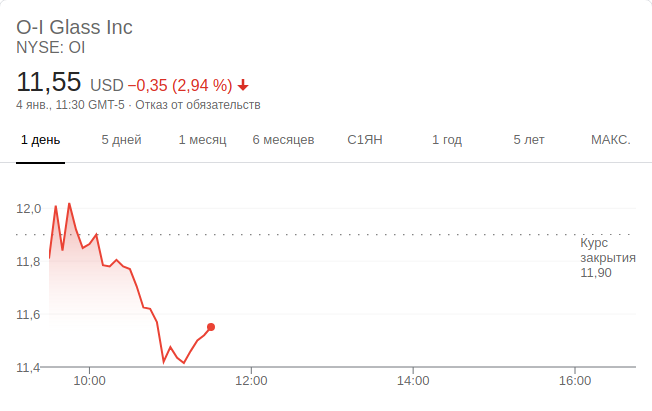 O-I Glass Inc
NYSE: OI
11,55 USD −0,35 (2,94 %)
4 янв., 11:30 GMT-5 · Отказ от обязательств
1 день 5 дней 1 месяц 6 месяцев С1ЯН 1 год 5 лет МАКС.
12,0
Курс
закрытия
11,90
11,8
11,6
11,4
10:00 12:00 14:00 16:00